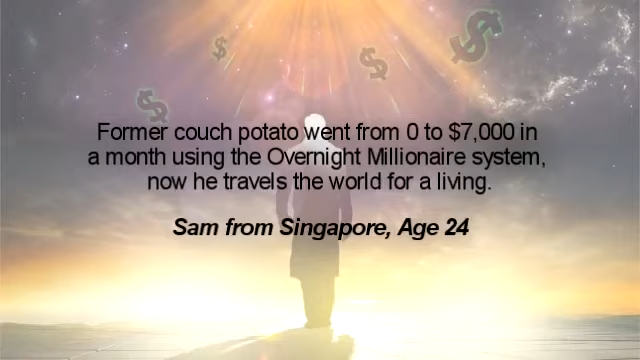 Former couch potato went from 0 to $7,000 in
a month using the Overnight Millionaire system,
now he travels the world for a living.
Sam from Singapore, Age 24